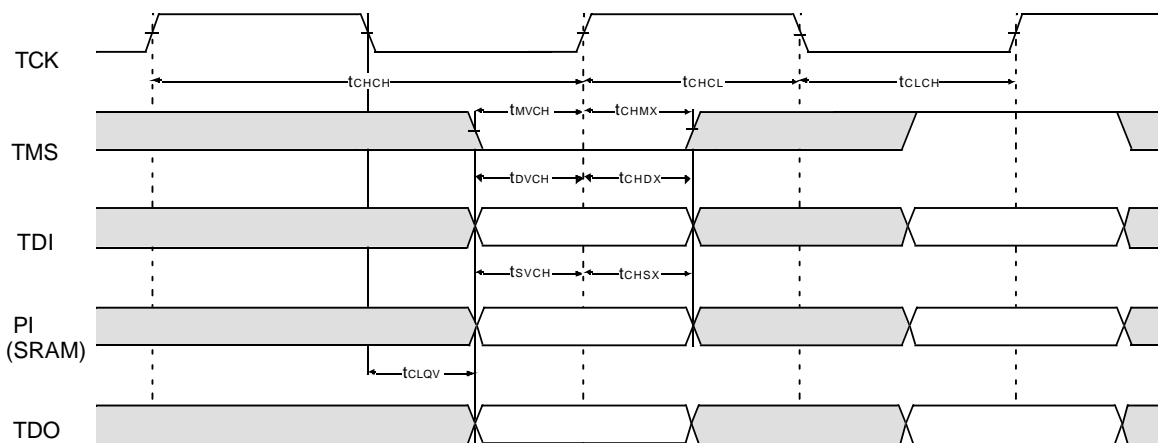 TCK
tCHCH
tCHCL
tCLCH
tMVCH
tCHMX
TMS
tDVCH
tCHDX
TDI
tSVCH
tCHSX
PI
(SRAM)
tCLQV
TDO